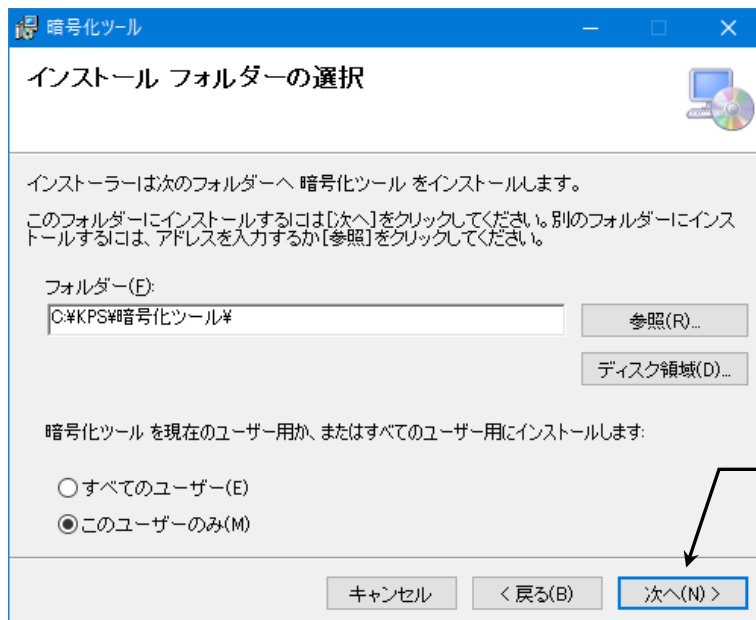 暗号化ツール
インストール フォルダーの選択
インストーラーは次のフォルダーへ 暗号化ツール をインストールします。
このフォルダーにインストールするには[次へ]をクリックしてください。別のフォルダーにインス
トールするには、アドレスを入力するか[参照]をクリックしてください。
フォルダー(F):
C:¥KPS¥暗号化ツール¥
参照(R)...
ディスク領域(D)...
暗号化ツール を現在のユーザー用か、またはすべてのユーザー用にインストールします:
すべてのユーザー(E)
このユーザーのみ(M)
キャンセル
< 戻る(B)
次へ(N) >